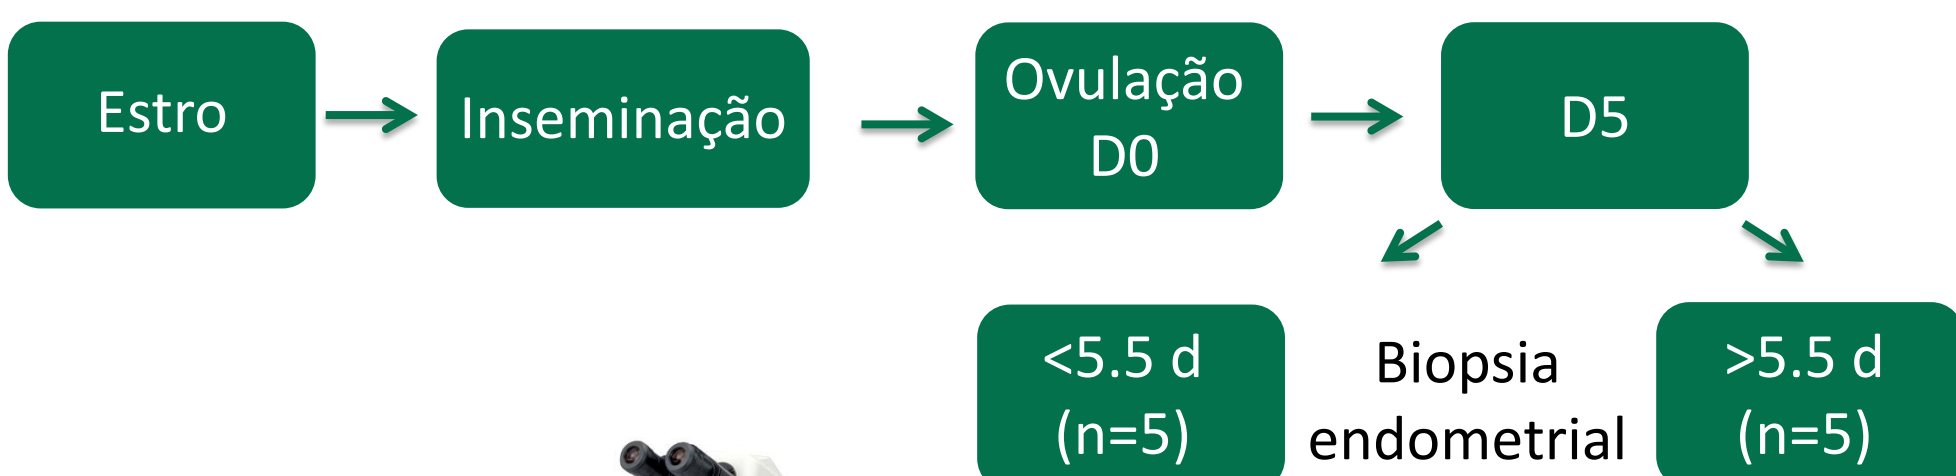 Estro
Inseminação
Ovulação
D0
D5
<5.5 d
(n=5)
Biopsia
endometrial
>5.5 d
(n=5)